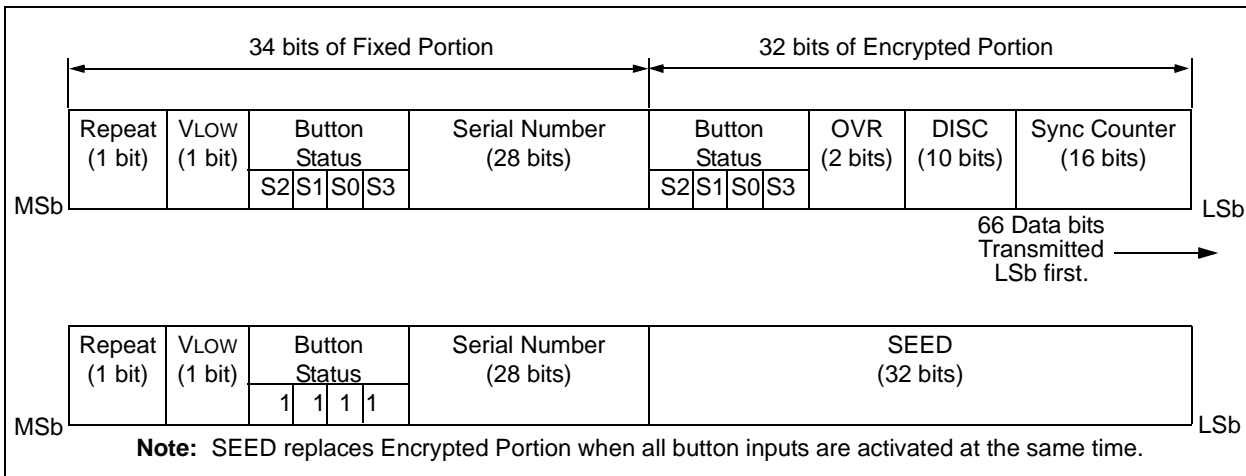 34 bits of Fixed Portion 32 bits of Encrypted Portion
Repeat VLOW Button Serial Number Button OVR DISC Sync Counter
(1 bit) (1 bit) Status (28 bits) Status (2 bits) (10 bits) (16 bits)
S2 S1 S0 S3 S2 S1 S0 S3
MSb LSb
66 Data bits
Transmitted
LSb first.
Repeat VLOW Button Serial Number SEED
(1 bit) (1 bit) Status (28 bits) (32 bits)
1 1 1 1
MSb LSb
Note: SEED replaces Encrypted Portion when all button inputs are activated at the same time.